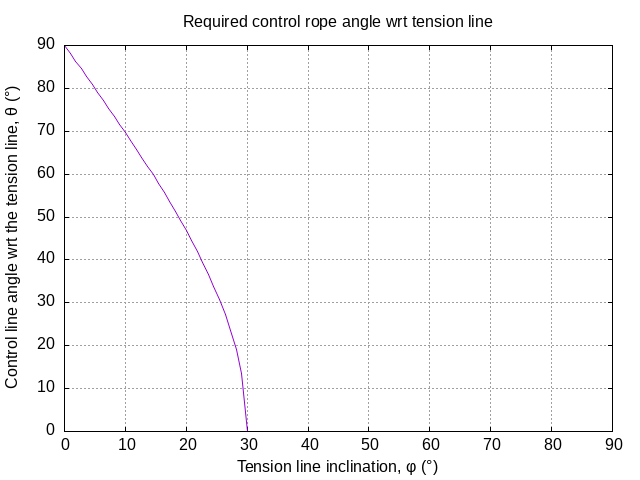 Required control rope angle wrt tension line
90
80
70
60
50
40
30
20
10
0
Control line angle wrt the tension line, θ (°)
0 10 20 30 40 50 60 70 80 90
Tension line inclination, φ (°)